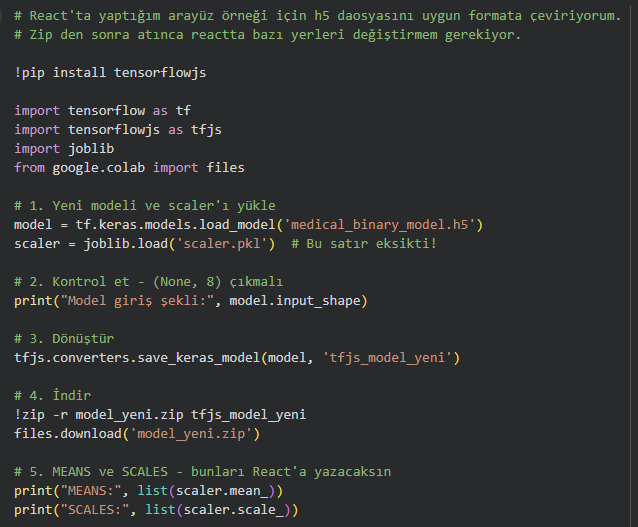 # React'ta yaptığım arayüz örneği için h5 daosyasını uygun formata çeviriyorum.
# Zip den sonra atınca reactta bazı yerleri değiştirmem gerekiyor.
!pip install tensorflowjs
import tensorflow as tf
import tensorflowjs as tfjs
import joblib
from google.colab import files
# 1. Yeni modeli ve scaler'ı yükle
model = tf.keras.models.load_model('medical_binary_model.h5')
scaler = joblib.load('scaler.pkl')  # Bu satır eksikti!
# 2. Kontrol et - (None, 8) çıkmalı
print("Model giriş şekli:", model.input_shape)
# 3. Dönüştür
tfjs.converters.save_keras_model(model, 'tfjs_model_yeni')
# 4. İndir
!zip -r model_yeni.zip tfjs_model_yeni
files.download('model_yeni.zip')
# 5. MEANS ve SCALES - bunları React'a yazacaksın
print("MEANS:", list(scaler.mean_))
print("SCALES:", list(scaler.scale_))